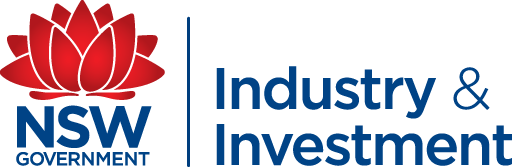 NSW
GOVERNMENT
Industry &
Investment